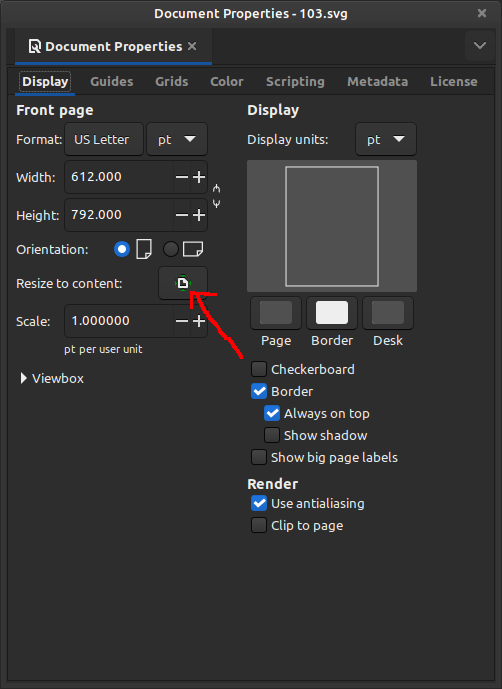 Document Properties - 103.svg
Document Properties
Display Guides Grids Color Scripting Metadata License
Front page
Format: US Letter pt
Width: 612.000
Height: 792.000
Orientation:
Resize to content:
Scale: 1.000000
pt per user unit
Viewbox
Display
Display units: pt
Page Border Desk
Checkerboard
Border
Always on top
Show shadow
Show big page labels
Render
Use antialiasing
Clip to page